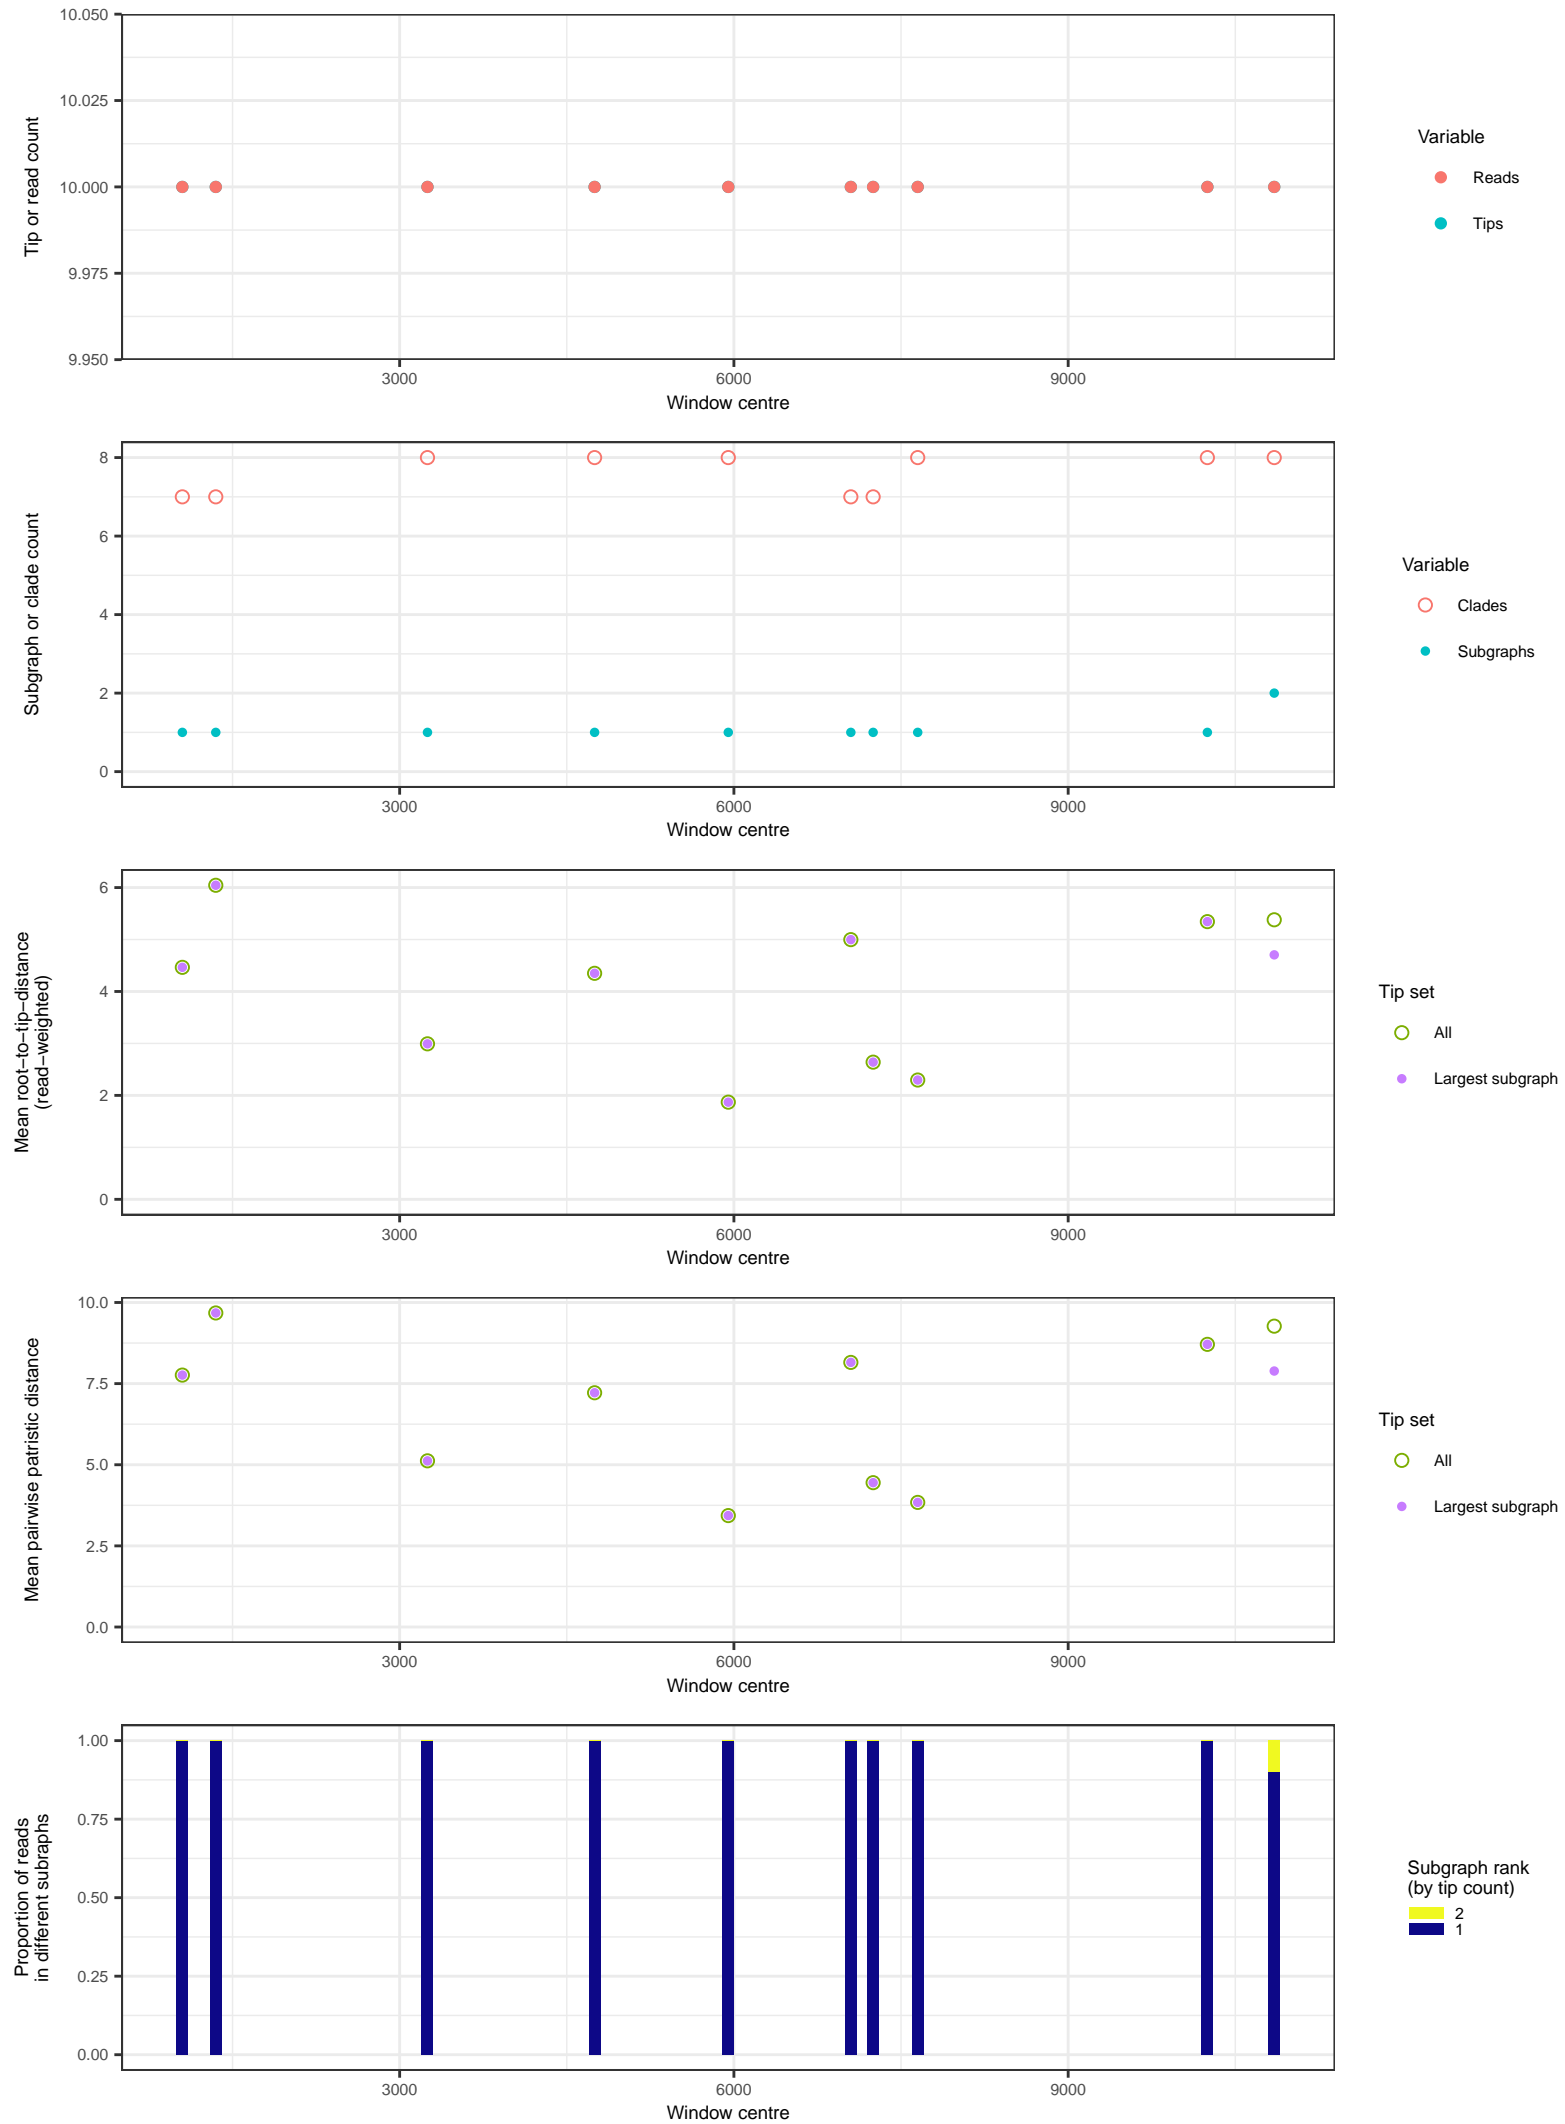 10.050
10.025
10.000
9.975
9.950
Tip or read count
3000
6000
9000
Window centre
Variable
Reads
Tips
8
6
4
2
0
Subgraph or clade count
3000
6000
9000
Window centre
Variable
Clades
Subgraphs
6
4
2
0
Mean root−to−tip−distance
(read−weighted)
3000
6000
9000
Window centre
Tip set
All
Largest subgraph
10.0
7.5
5.0
2.5
0.0
Mean pairwise patristic distance
3000
6000
9000
Window centre
Tip set
All
Largest subgraph
1.00
0.75
0.50
0.25
0.00
Proportion of reads
in different subraphs
3000
6000
9000
Window centre
Subgraph rank
(by tip count)
2
1